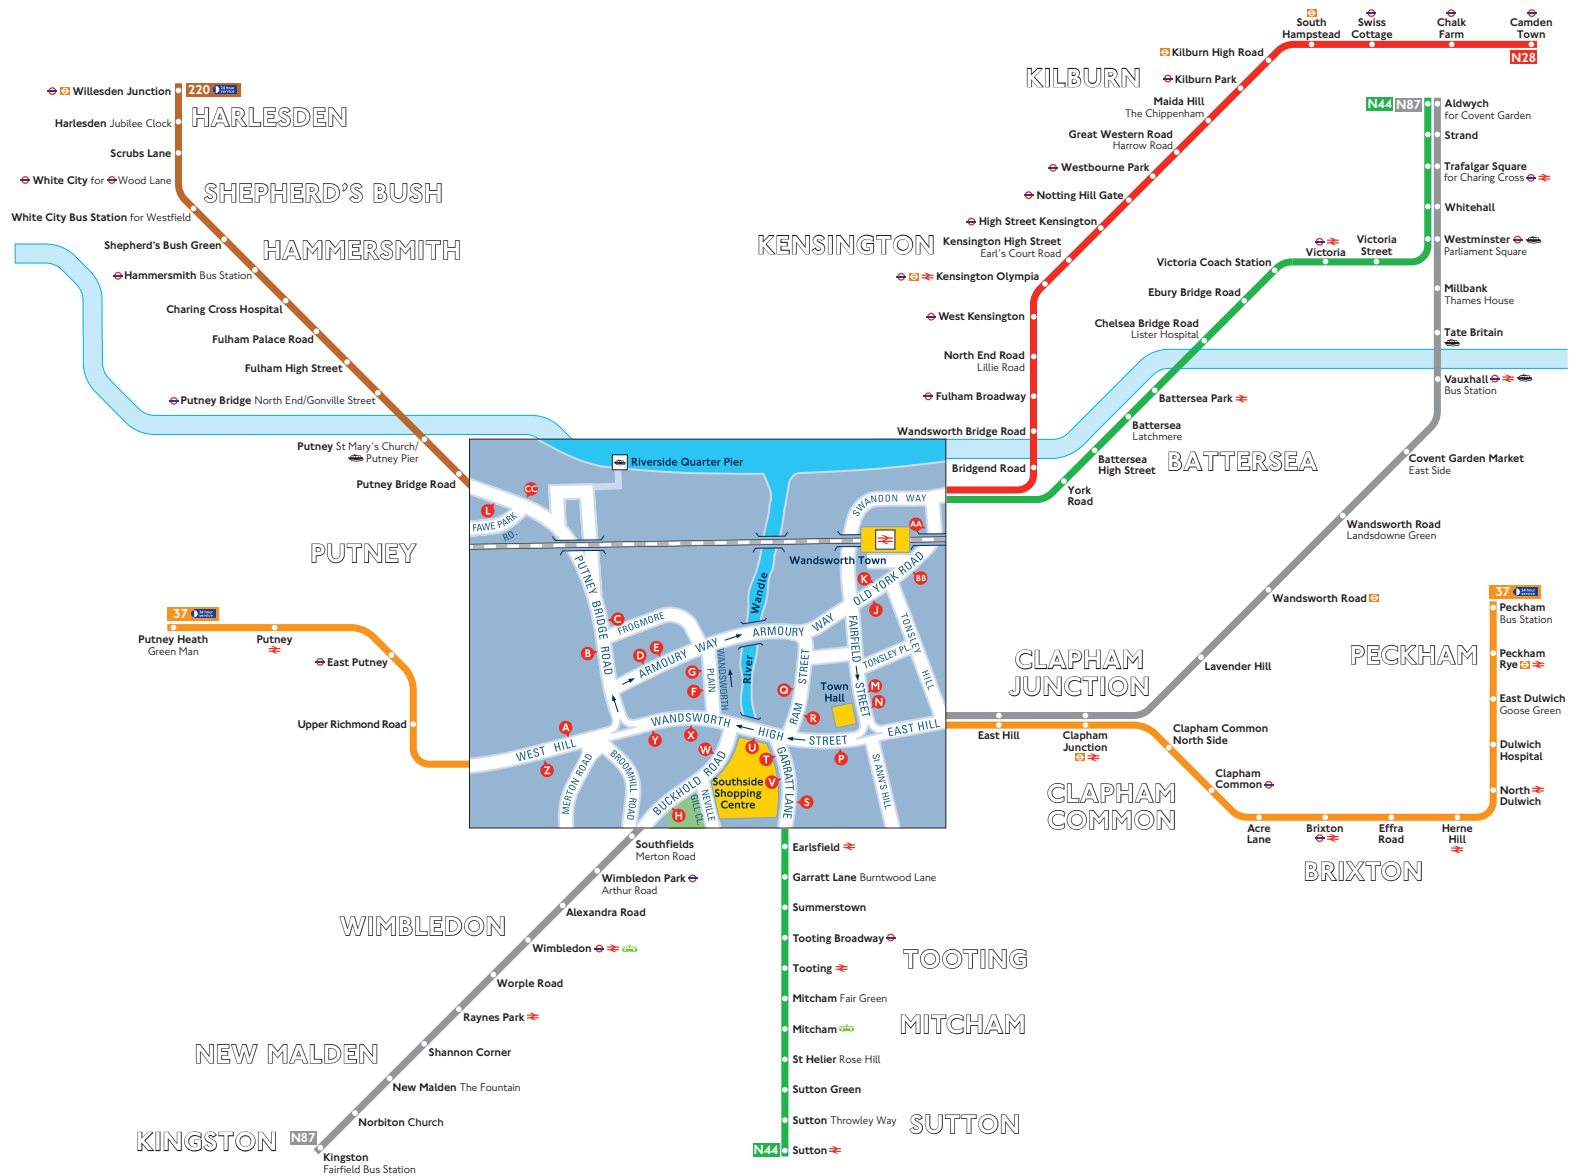 South
Hampstead
Swiss
Cottage
Chalk
Farm
Camden
Town
N28
Kilburn High Road
KILBURN
Kilburn Park
Maida Hill
The Chippenham
Great Western Road
Harrow Road
Westbourne Park
Notting Hill Gate
High Street Kensington
KENSINGTON
Kensington High Street
Earl's Court Road
Kensington Olympia
West Kensington
North End Road
Lillie Road
Fulham Broadway
Wandsworth Bridge Road
Bridgend Road
220 24 hour service
Willesden Junction
HARLESDEN
Harlesden Jubilee Clock
Scrubs Lane
White City for Wood Lane
SHEPHERD'S BUSH
White City Bus Station for Westfield
Shepherd's Bush Green
HAMMERSMITH
Hammersmith Bus Station
Charing Cross Hospital
Fulham Palace Road
Fulham High Street
Putney Bridge North End/Gonville Street
Putney St Mary's Church/
Putney Pier
Putney Bridge Road
PUTNEY
N44 N87
Aldwych
for Covent Garden
Strand
Trafalgar Square
for Charing Cross
Whitehall
Westminster
Parliament Square
Millbank
Thames House
Tate Britain
Vauxhall
Bus Station
Victoria
Victoria
Street
Victoria Coach Station
Ebury Bridge Road
Chelsea Bridge Road
Lister Hospital
Battersea Park
Battersea
Latchmere
Battersea
High Street
BATTERSEA
York
Road
Covent Garden Market
East Side
Wandsworth Road
Landsdowne Green
Wandsworth Road
Lavender Hill
37 24 hour service
Putney Heath
Green Man
Putney
East Putney
Upper Richmond Road
Riverside Quarter Pier
CC
L
FAWE PARK
RD.
SWANDON WAY
AA
Wandsworth Town
K
BB
OLD YORK ROAD
J
PUTNEY BRIDGE ROAD
C
FROGMORE
B
D
E
ARMOURY WAY
ARMOURY WAY
River Wandle
G
F
WANDSWORTH
PLAIN
FAIRFIELD STREET
TONSLEY HILL
TONSLEY PL.
Town
Hall
M
N
Q
RAM STREET
R
WANDSWORTH HIGH STREET
EAST HILL
A
WEST HILL
Z
Y
X
W
U
T
V
S
P
H
MERTON ROAD
BROOMHILL ROAD
BUCKHOLD ROAD
NEVILLE
GILL CL.
GARRATT LANE
St ANN'S HILL
Southside
Shopping
Centre
CLAPHAM
JUNCTION
East Hill
Clapham
Junction
Clapham Common
North Side
Clapham
Common
CLAPHAM
COMMON
Acre
Lane
Brixton
Effra
Road
Herne
Hill
BRIXTON
37 24 hour service
Peckham
Bus Station
PECKHAM
Peckham
Rye
East Dulwich
Goose Green
Dulwich
Hospital
North
Dulwich
Southfields
Merton Road
Wimbledon Park
Arthur Road
Alexandra Road
WIMBLEDON
Wimbledon
Worple Road
Raynes Park
Shannon Corner
NEW MALDEN
New Malden The Fountain
Norbiton Church
KINGSTON
N87
Kingston
Fairfield Bus Station
Earlsfield
Garratt Lane Burntwood Lane
Summerstown
Tooting Broadway
TOOTING
Tooting
Mitcham Fair Green
Mitcham
MITCHAM
St Helier Rose Hill
Sutton Green
Sutton Throwley Way
SUTTON
N44
Sutton